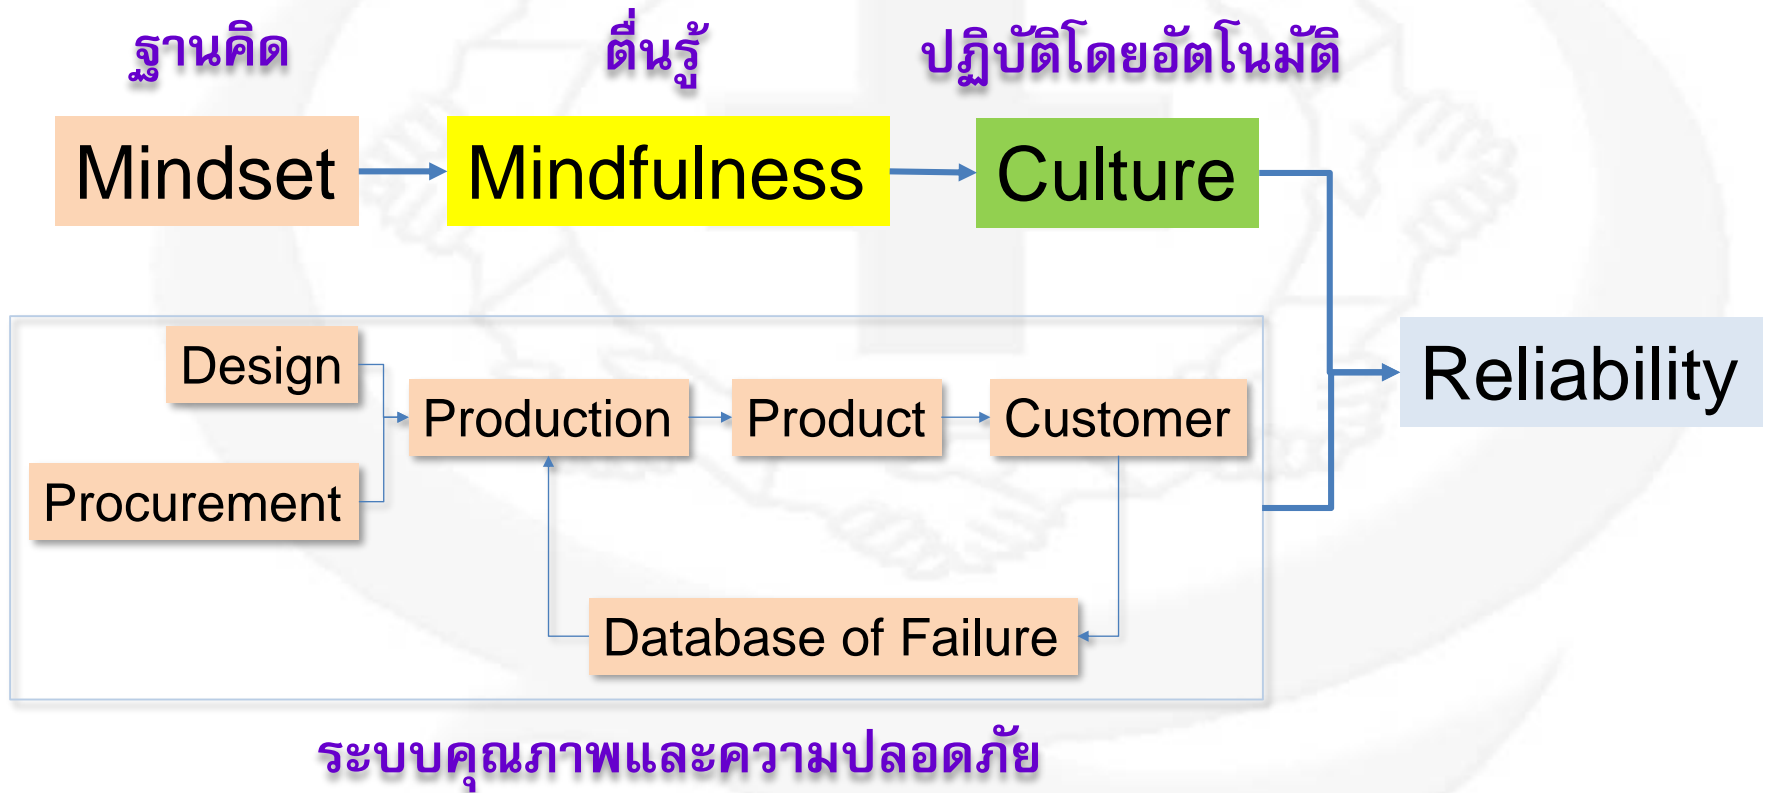 ฐานคิด
ตื่นรู้
ปฏิบัติโดยอัตโนมัติ
Mindset
Mindfulness
Culture
Design
Procurement
Production
Product
Customer
Database of Failure
Reliability
ระบบคุณภาพและความปลอดภัย